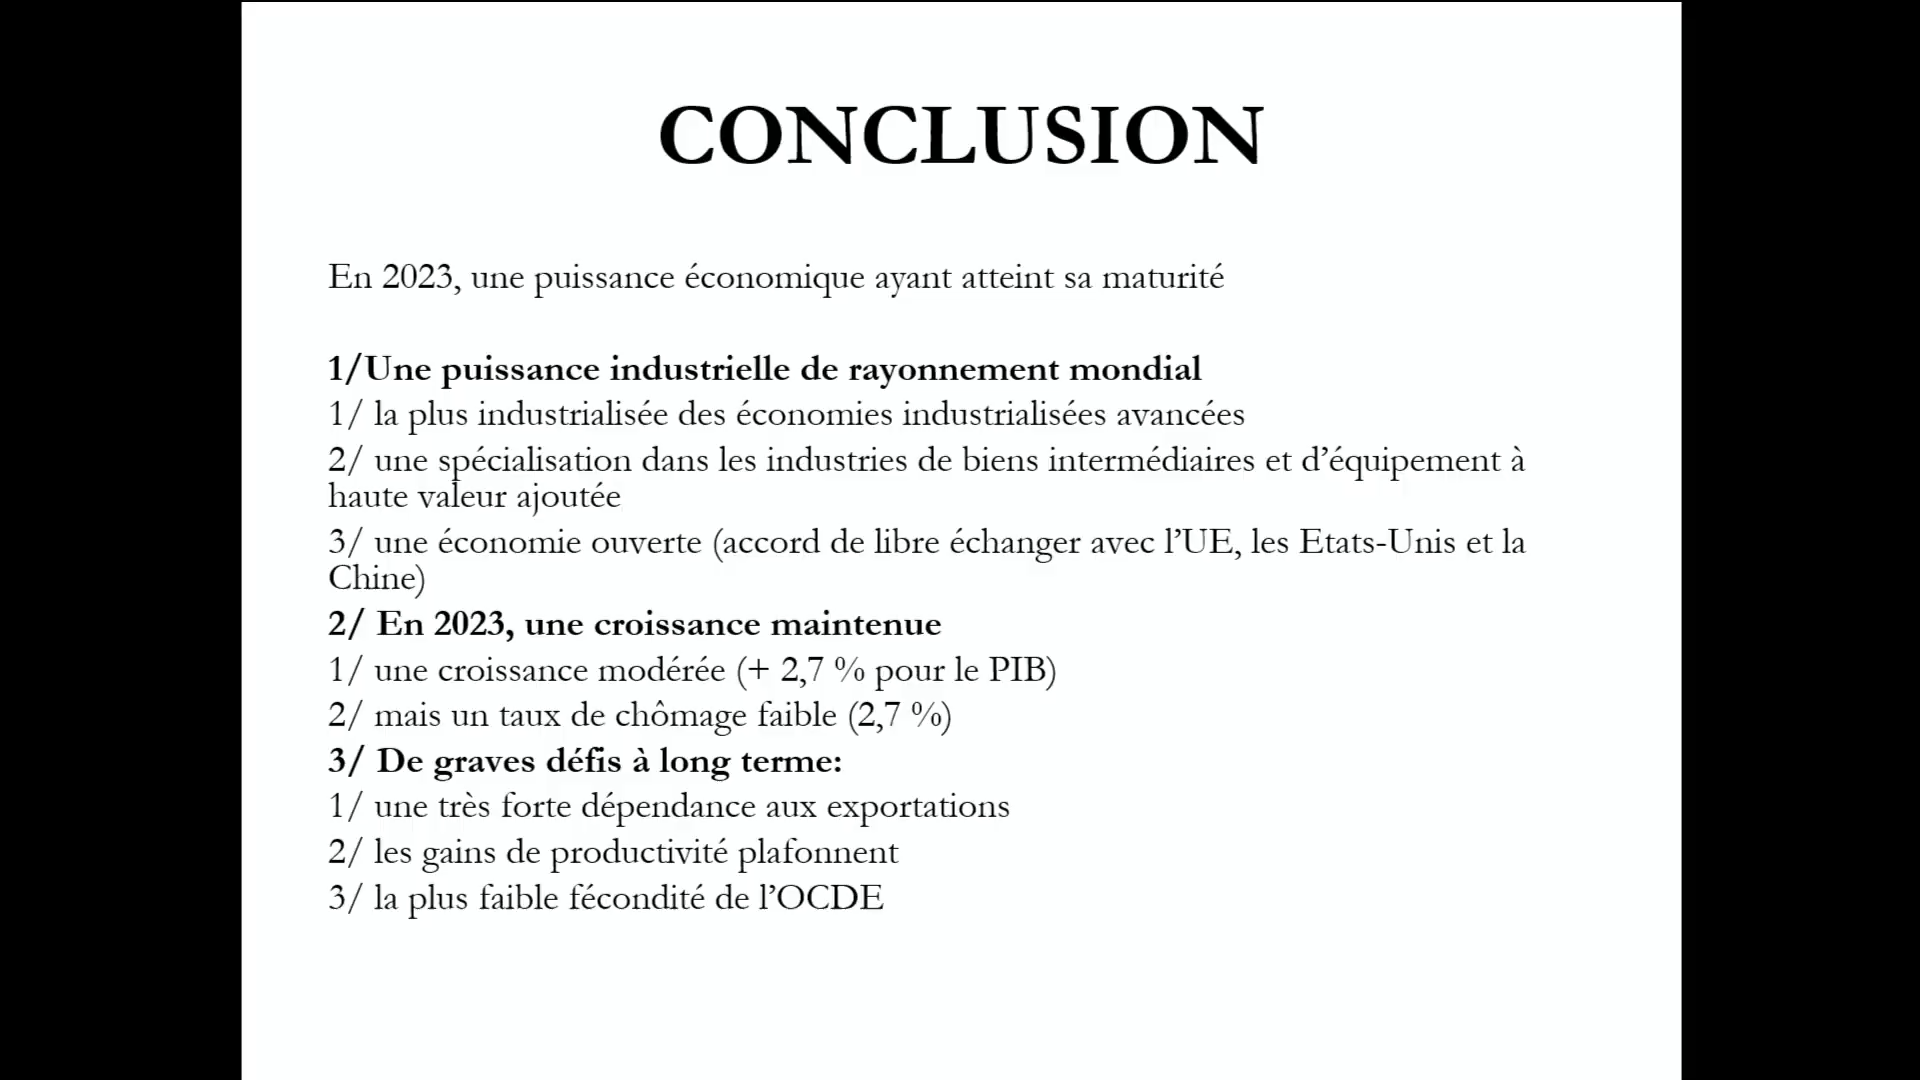 CONCLUSION
En 2023, une puissance économique ayant atteint sa maturité
1/Une puissance industrielle de rayonnement mondial
1/ la plus industrialisée des économies industrialisées avancées
2/ une spécialisation dans les industries de biens intermédiaires et d’équipement à
haute valeur ajoutée
3/ une économie ouverte (accord de libre échanger avec l’UE, les Etats-Unis et la
Chine)
2/ En 2023, une croissance maintenue
1/ une croissance modérée (+ 2,7 % pour le PIB)
2/ mais un taux de chômage faible (2,7 %)
3/ De graves défis à long terme:
1/ une très forte dépendance aux exportations
2/ les gains de productivité plafonnent
3/ la plus faible fécondité de l’OCDE